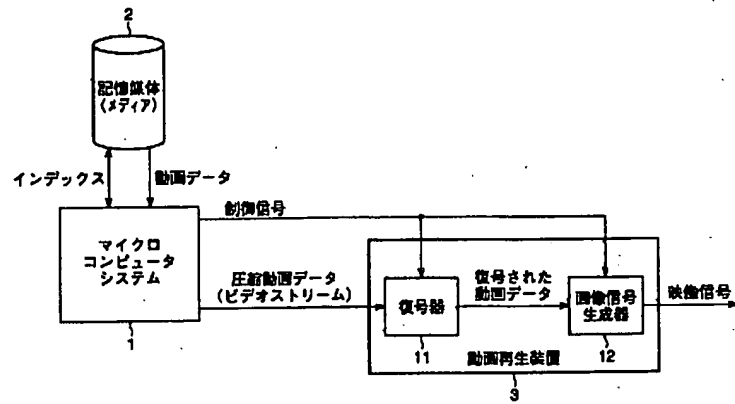 2
記憶媒体
(メディア)
インデックス
動画データ
制御信号
マイクロ
コンピュータ
システム
圧縮動画データ
(ビデオストリーム)
復号器
復号された
動画データ
画像信号
生成器
映像信号
1
11
動画再生装置
12
3